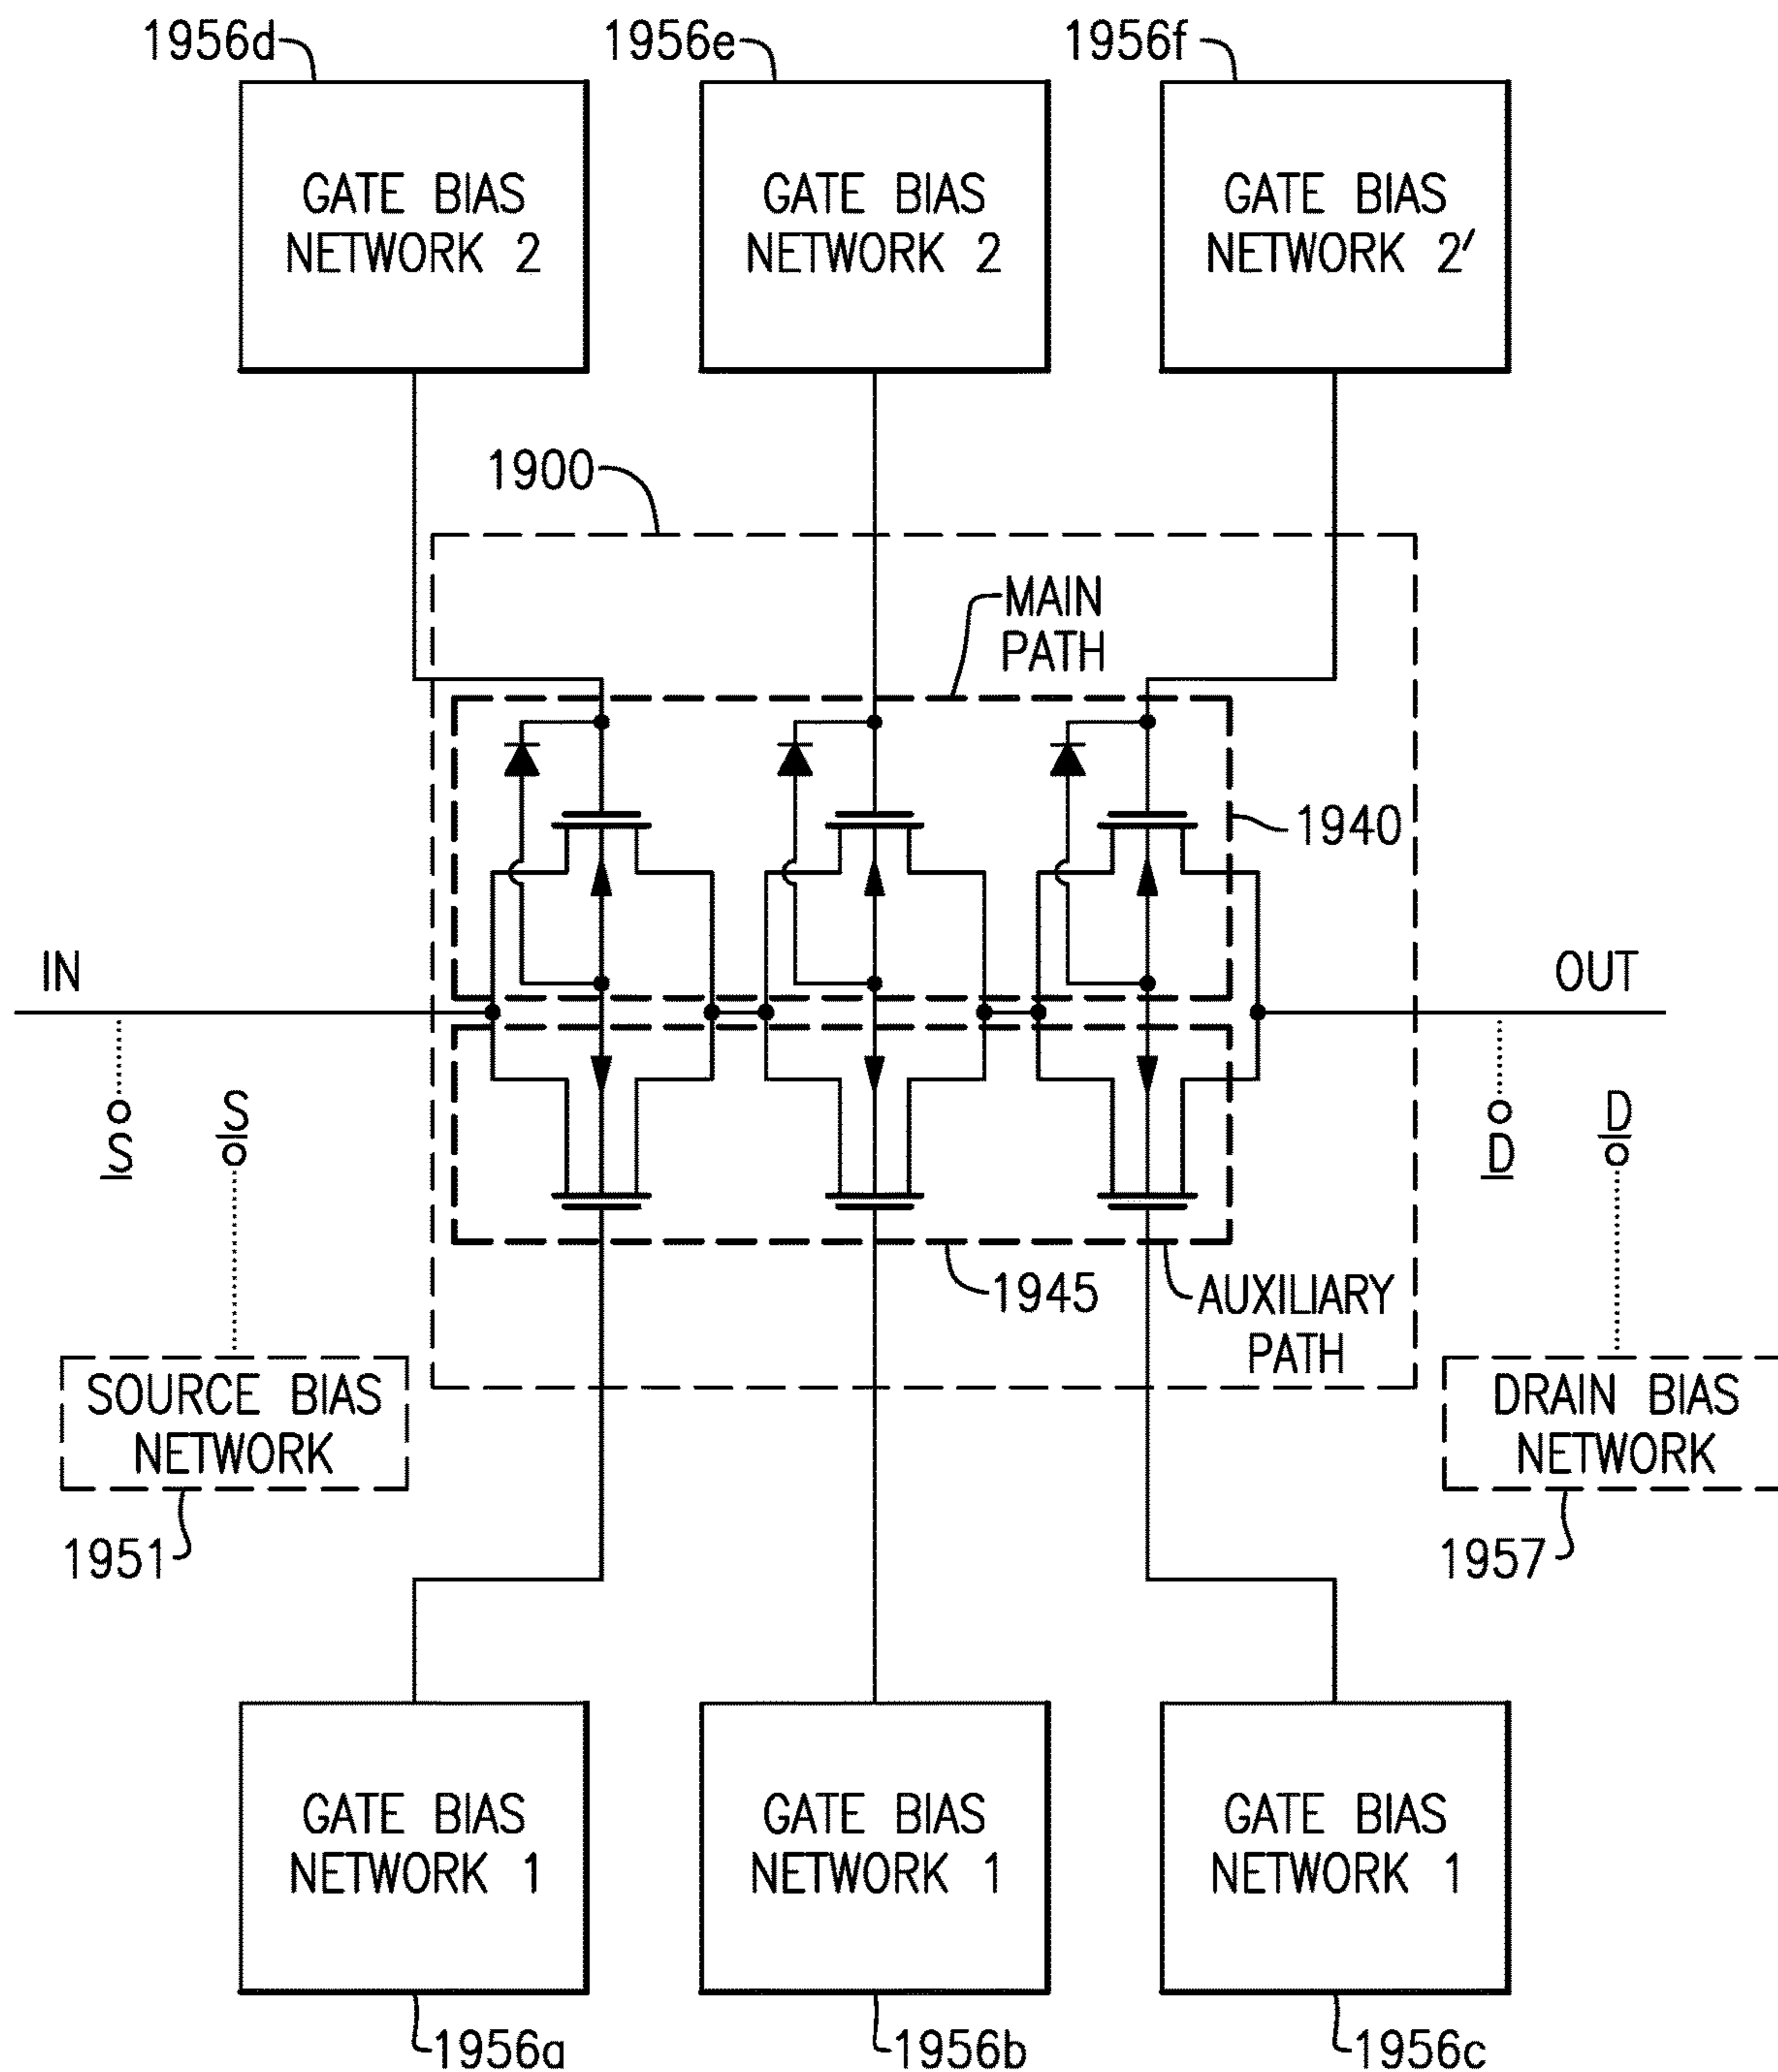 1956d
1956e
1956f
GATE BIAS
NETWORK 2
GATE BIAS
NETWORK 2
GATE BIAS
NETWORK 2′
1900
MAIN
PATH
1940
IN
OUT
S
S
D
D
1945
AUXILIARY
PATH
SOURCE BIAS
NETWORK
DRAIN BIAS
NETWORK
1951
1957
GATE BIAS
NETWORK 1
GATE BIAS
NETWORK 1
GATE BIAS
NETWORK 1
1956a
1956b
1956c